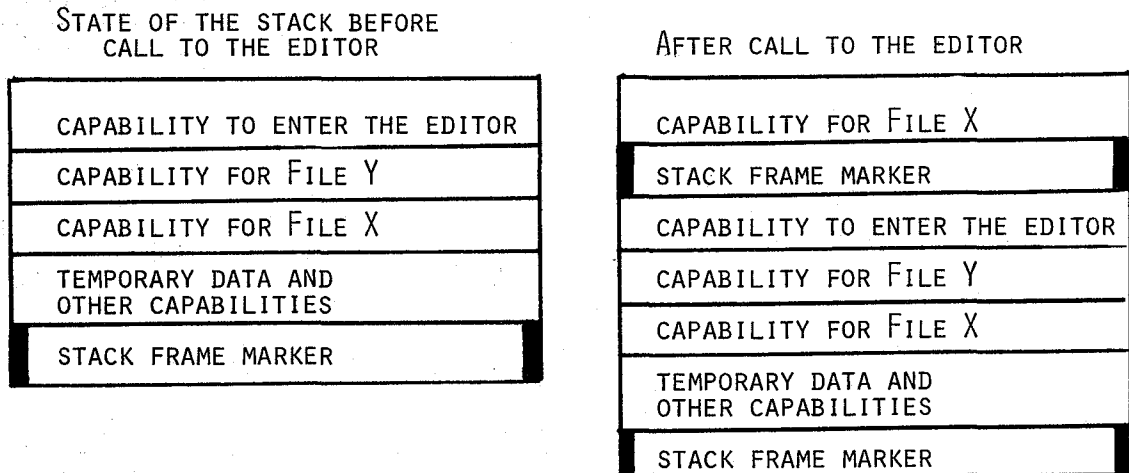 STATE OF THE STACK BEFORE
CALL TO THE EDITOR
CAPABILITY TO ENTER THE EDITOR
CAPABILITY FOR FILE Y
CAPABILITY FOR FILE X
TEMPORARY DATA AND
OTHER CAPABILITIES
STACK FRAME MARKER
AFTER CALL TO THE EDITOR
CAPABILITY FOR FILE X
STACK FRAME MARKER
CAPABILITY TO ENTER THE EDITOR
CAPABILITY FOR FILE Y
CAPABILITY FOR FILE X
TEMPORARY DATA AND
OTHER CAPABILITIES
STACK FRAME MARKER